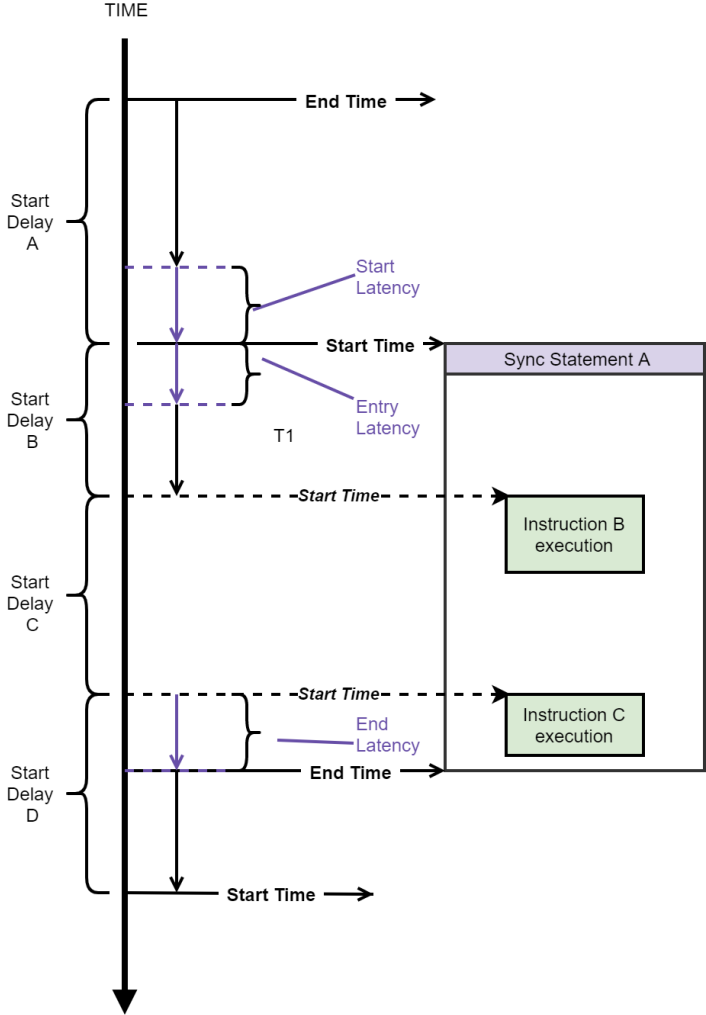 TIME
End Time
Start
Delay
A
Start
Latency
Start Time
Sync Statement A
Start
Delay
B
Entry
Latency
T1
Start Time
Instruction B
execution
Start
Delay
C
Start Time
Instruction C
execution
End
Latency
End Time
Start
Delay
D
Start Time